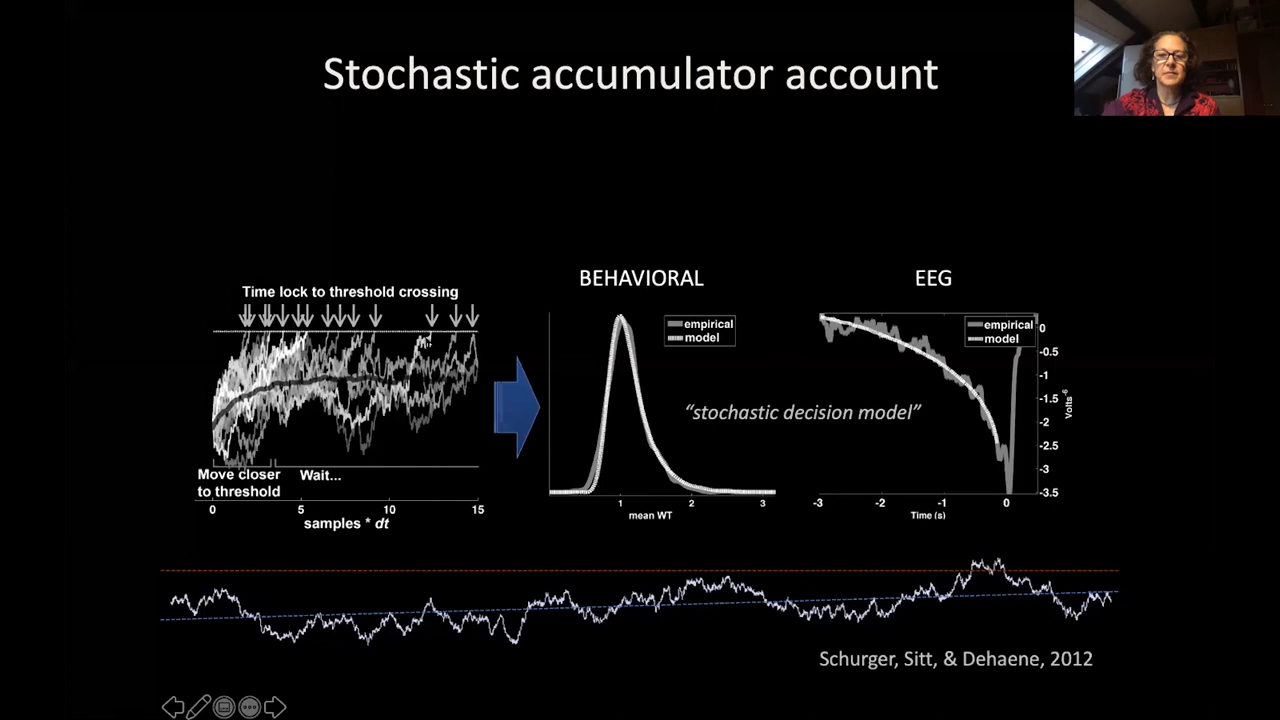 Stochastic accumulator account
Time lock to threshold crossing
Move closer
to threshold
Wait...
0 5 10 15
samples * dt
BEHAVIORAL
empirical
model
1 2 3
mean WT
"stochastic decision model"
EEG
empirical
model
0
-0.5
-1
-1.5
-2
-2.5
-3
-3.5
Volts⁻⁵
-3 -2 -1 0
Time (s)
Schurger, Sitt, & Dehaene, 2012